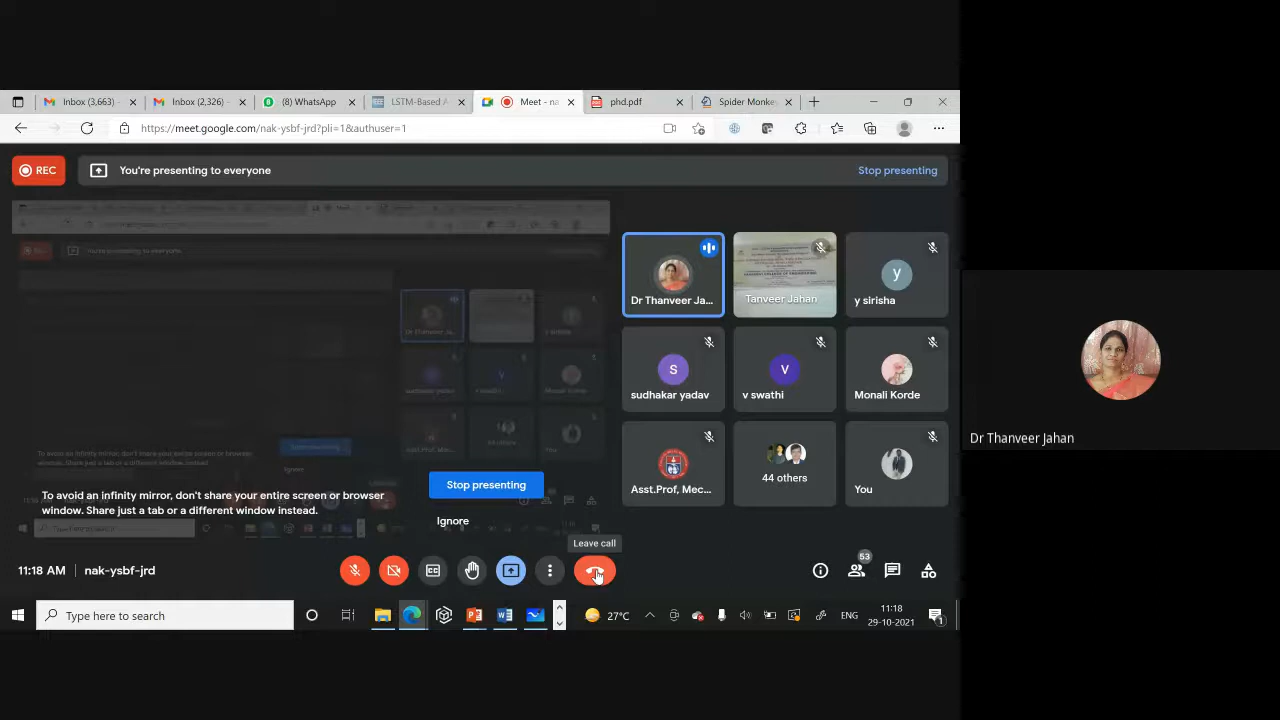 Inbox (3,663) -
Inbox (2,326) -
(8) WhatsApp
LSTM-Based A
Meet - na
phd.pdf
Spider Monke
https://meet.google.com/nak-ysbf-jrd?pli=1&authuser=1
REC
You're presenting to everyone
Stop presenting
Dr Thanveer Ja...
Tanveer Jahan
y
y sirisha
S
sudhakar yadav
V
v swathi
Monali Korde
Asst.Prof, Mec...
44 others
You
To avoid an infinity mirror, don't share your entire screen or browser
window. Share just a tab or a different window instead.
Stop presenting
Ignore
Leave call
11:18 AM | nak-ysbf-jrd
53
Type here to search
27°C
ENG
11:18
29-10-2021
1
Dr Thanveer Jahan